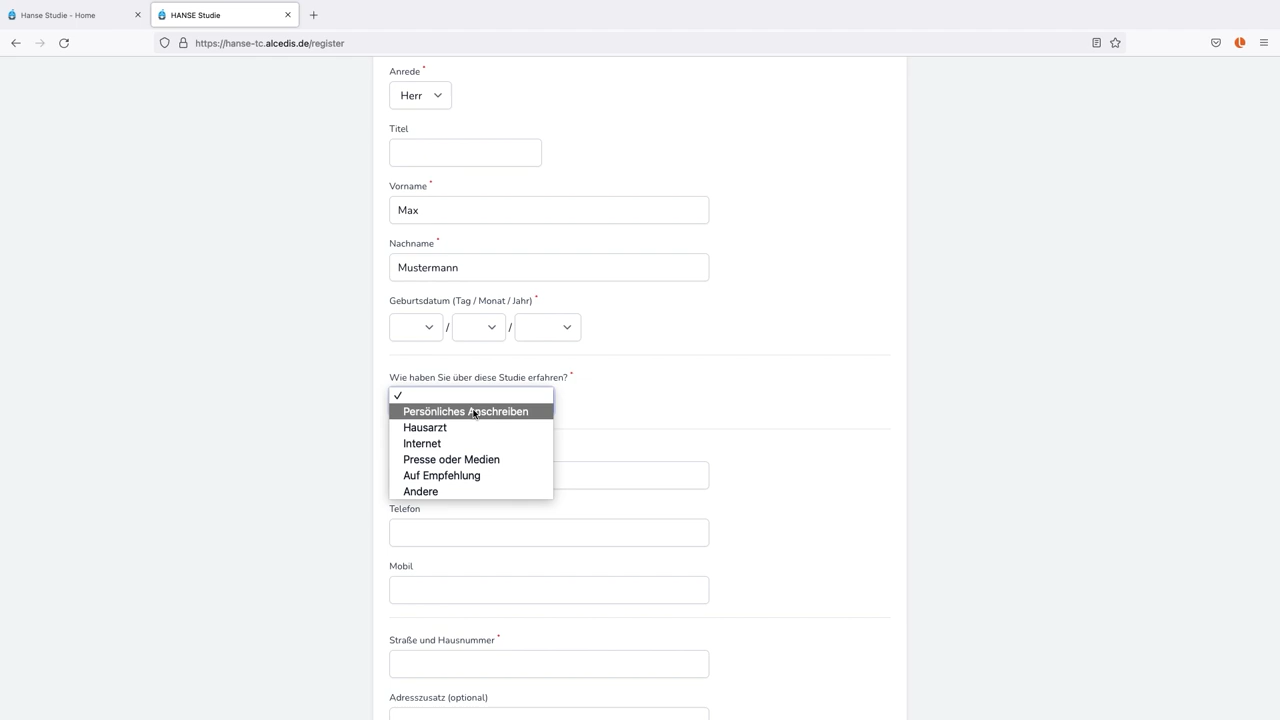 Hanse Studie - Home
HANSE Studie
https://hanse-tc.alcedis.de/register
Anrede *
Herr
Titel
Vorname *
Max
Nachname *
Mustermann
Geburtsdatum (Tag / Monat / Jahr) *
/ /
Wie haben Sie über diese Studie erfahren? *
Persönliches Anschreiben
Hausarzt
Internet
Presse oder Medien
Auf Empfehlung
Andere
Telefon
Mobil
Straße und Hausnummer *
Adresszusatz (optional)